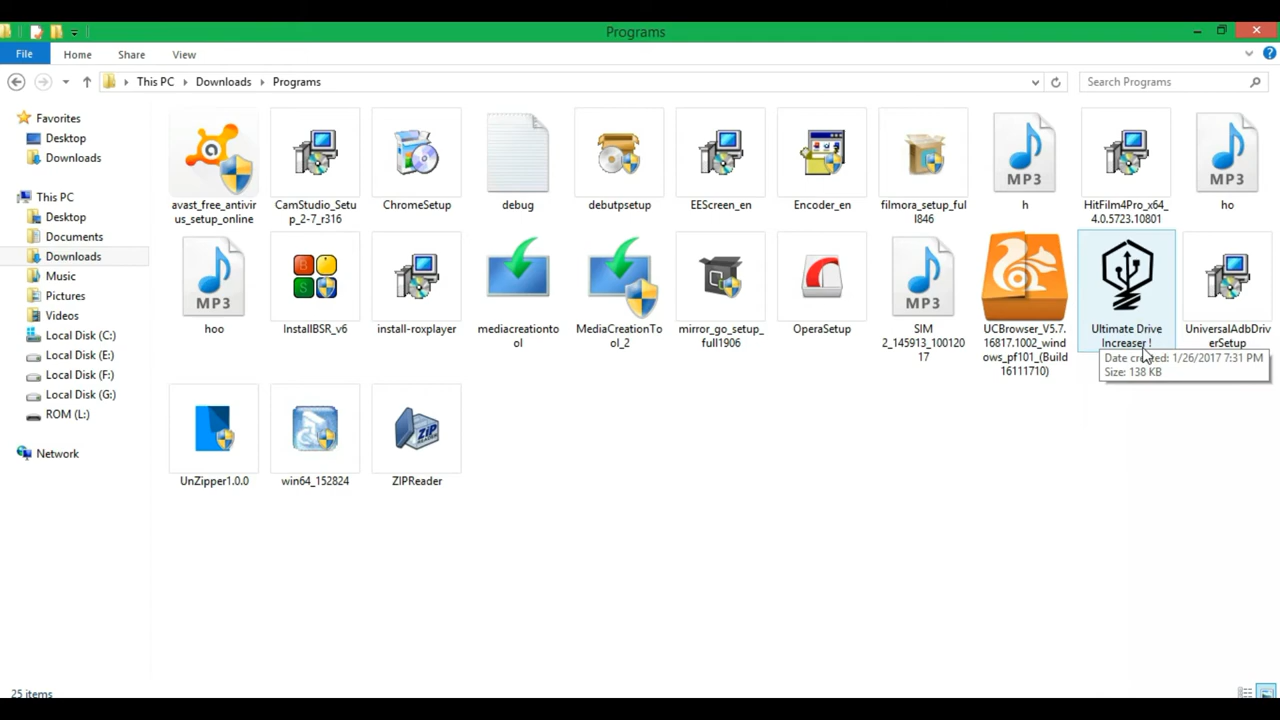 Programs
File Home Share View
This PC Downloads Programs
Search Programs
Favorites
Desktop
Downloads
This PC
Desktop
Documents
Downloads
Music
Pictures
Videos
Local Disk (C:)
Local Disk (E:)
Local Disk (F:)
Local Disk (G:)
ROM (L:)
Network
avast_free_antivir
us_setup_online
CamStudio_Setu
p_2-7_r316
ChromeSetup
debug
debutpsetup
EEScreen_en
Encoder_en
filmora_setup_ful
l846
MP3
h
HitFilm4Pro_x64_
4.0.5723.10801
MP3
ho
MP3
hoo
InstallBSR_v6
install-roxplayer
mediacreationto
ol
MediaCreationTo
ol_2
mirror_go_setup_
full1906
OperaSetup
MP3
SIM
2_145913_100120
17
UCBrowser_V5.7.
16817.1002_wind
ows_pf101_(Build
16111710)
Ultimate Drive
Increaser !
UniversalAdbDriv
erSetup
Date created: 1/26/2017 7:31 PM
Size: 138 KB
UnZipper1.0.0
win64_152824
ZIP
READER
ZIPReader
25 items